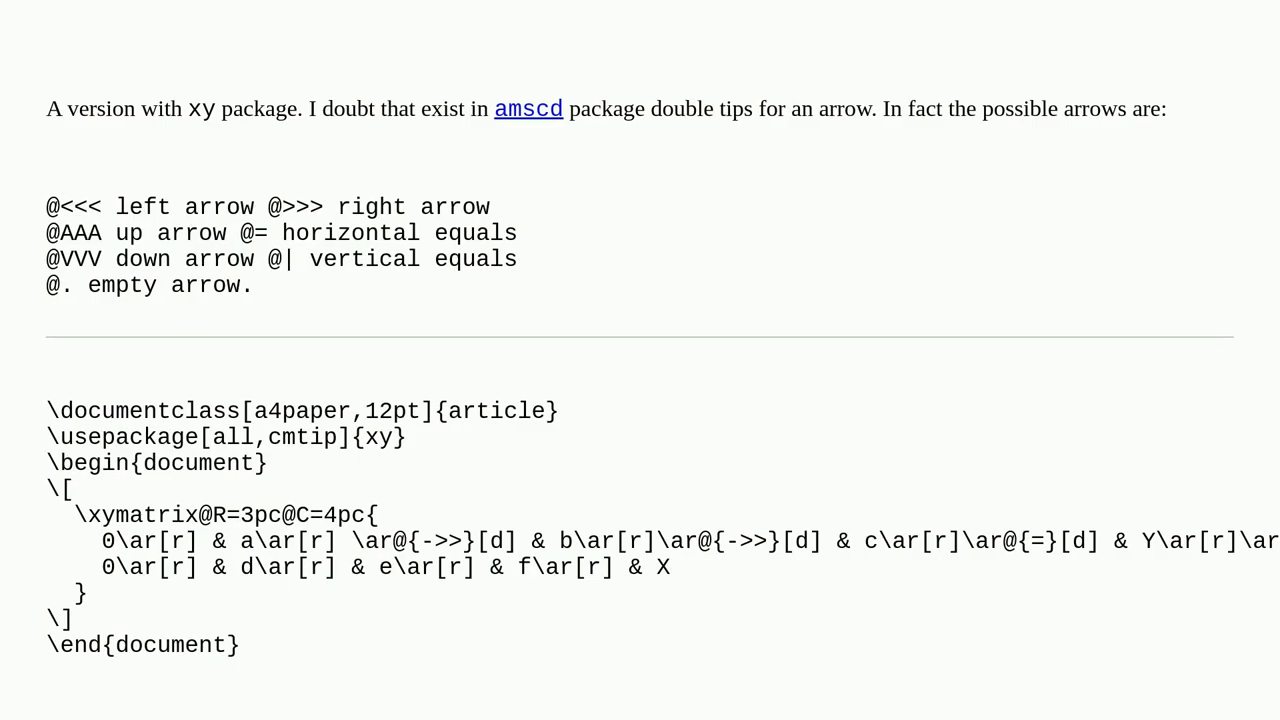 A version with xy package. I doubt that exist in amscd package double tips for an arrow. In fact the possible arrows are:
@<<< left arrow @>>> right arrow
@AAA up arrow @= horizontal equals
@VVV down arrow @| vertical equals
@. empty arrow.
\documentclass[a4paper,12pt]{article}
\usepackage[all,cmtip]{xy}
\begin{document}
\[
  \xymatrix@R=3pc@C=4pc{
    0\ar[r] & a\ar[r] \ar@{->>}[d] & b\ar[r]\ar@{->>}[d] & c\ar[r]\ar@{=}[d] & Y\ar[r]\ar
    0\ar[r] & d\ar[r] & e\ar[r] & f\ar[r] & X
  }
\]
\end{document}